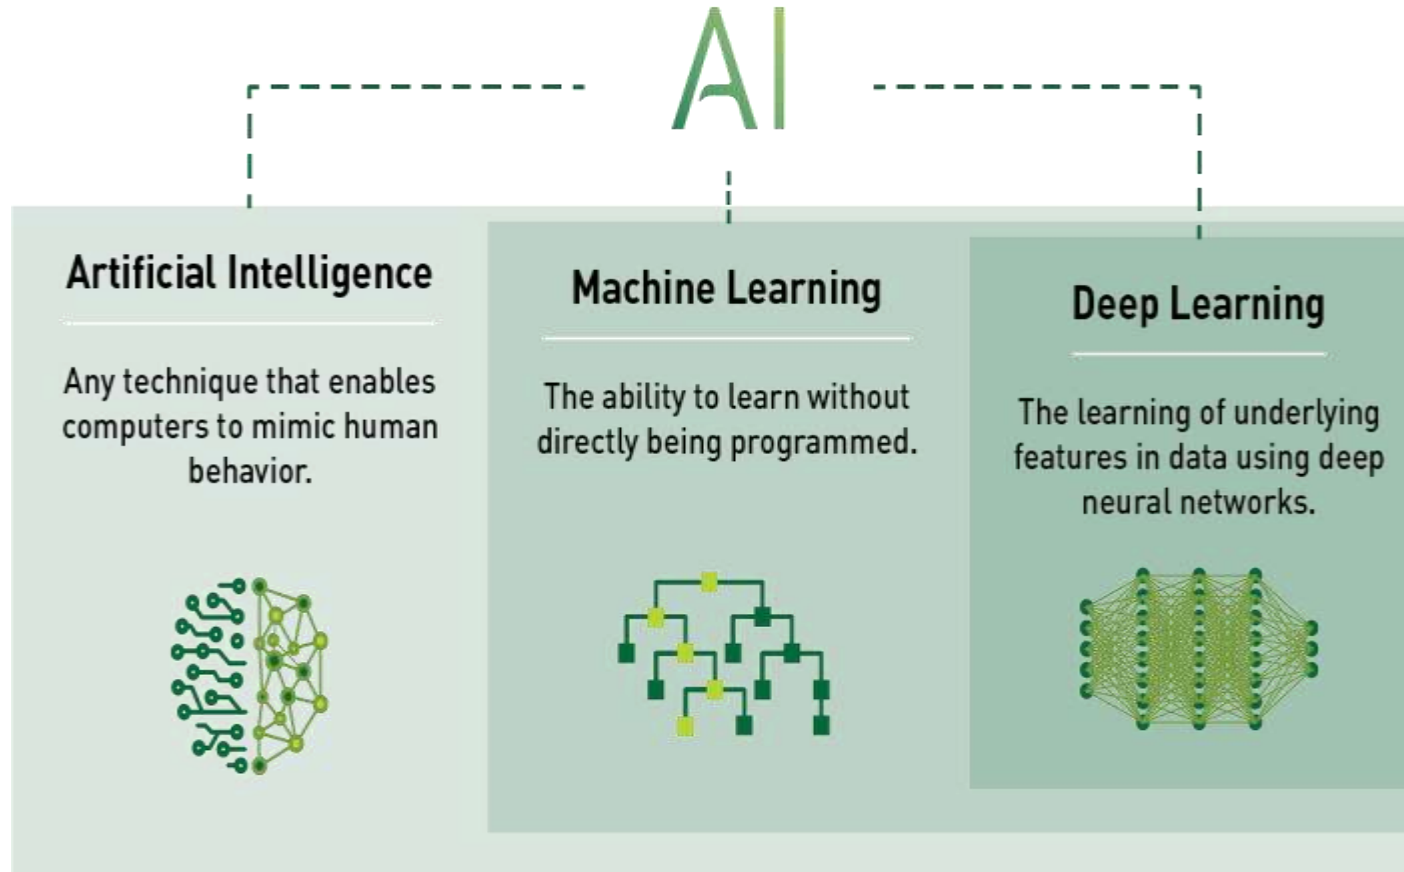 AI
Artificial Intelligence
Any technique that enables
computers to mimic human
behavior.
Machine Learning
The ability to learn without
directly being programmed.
Deep Learning
The learning of underlying
features in data using deep
neural networks.